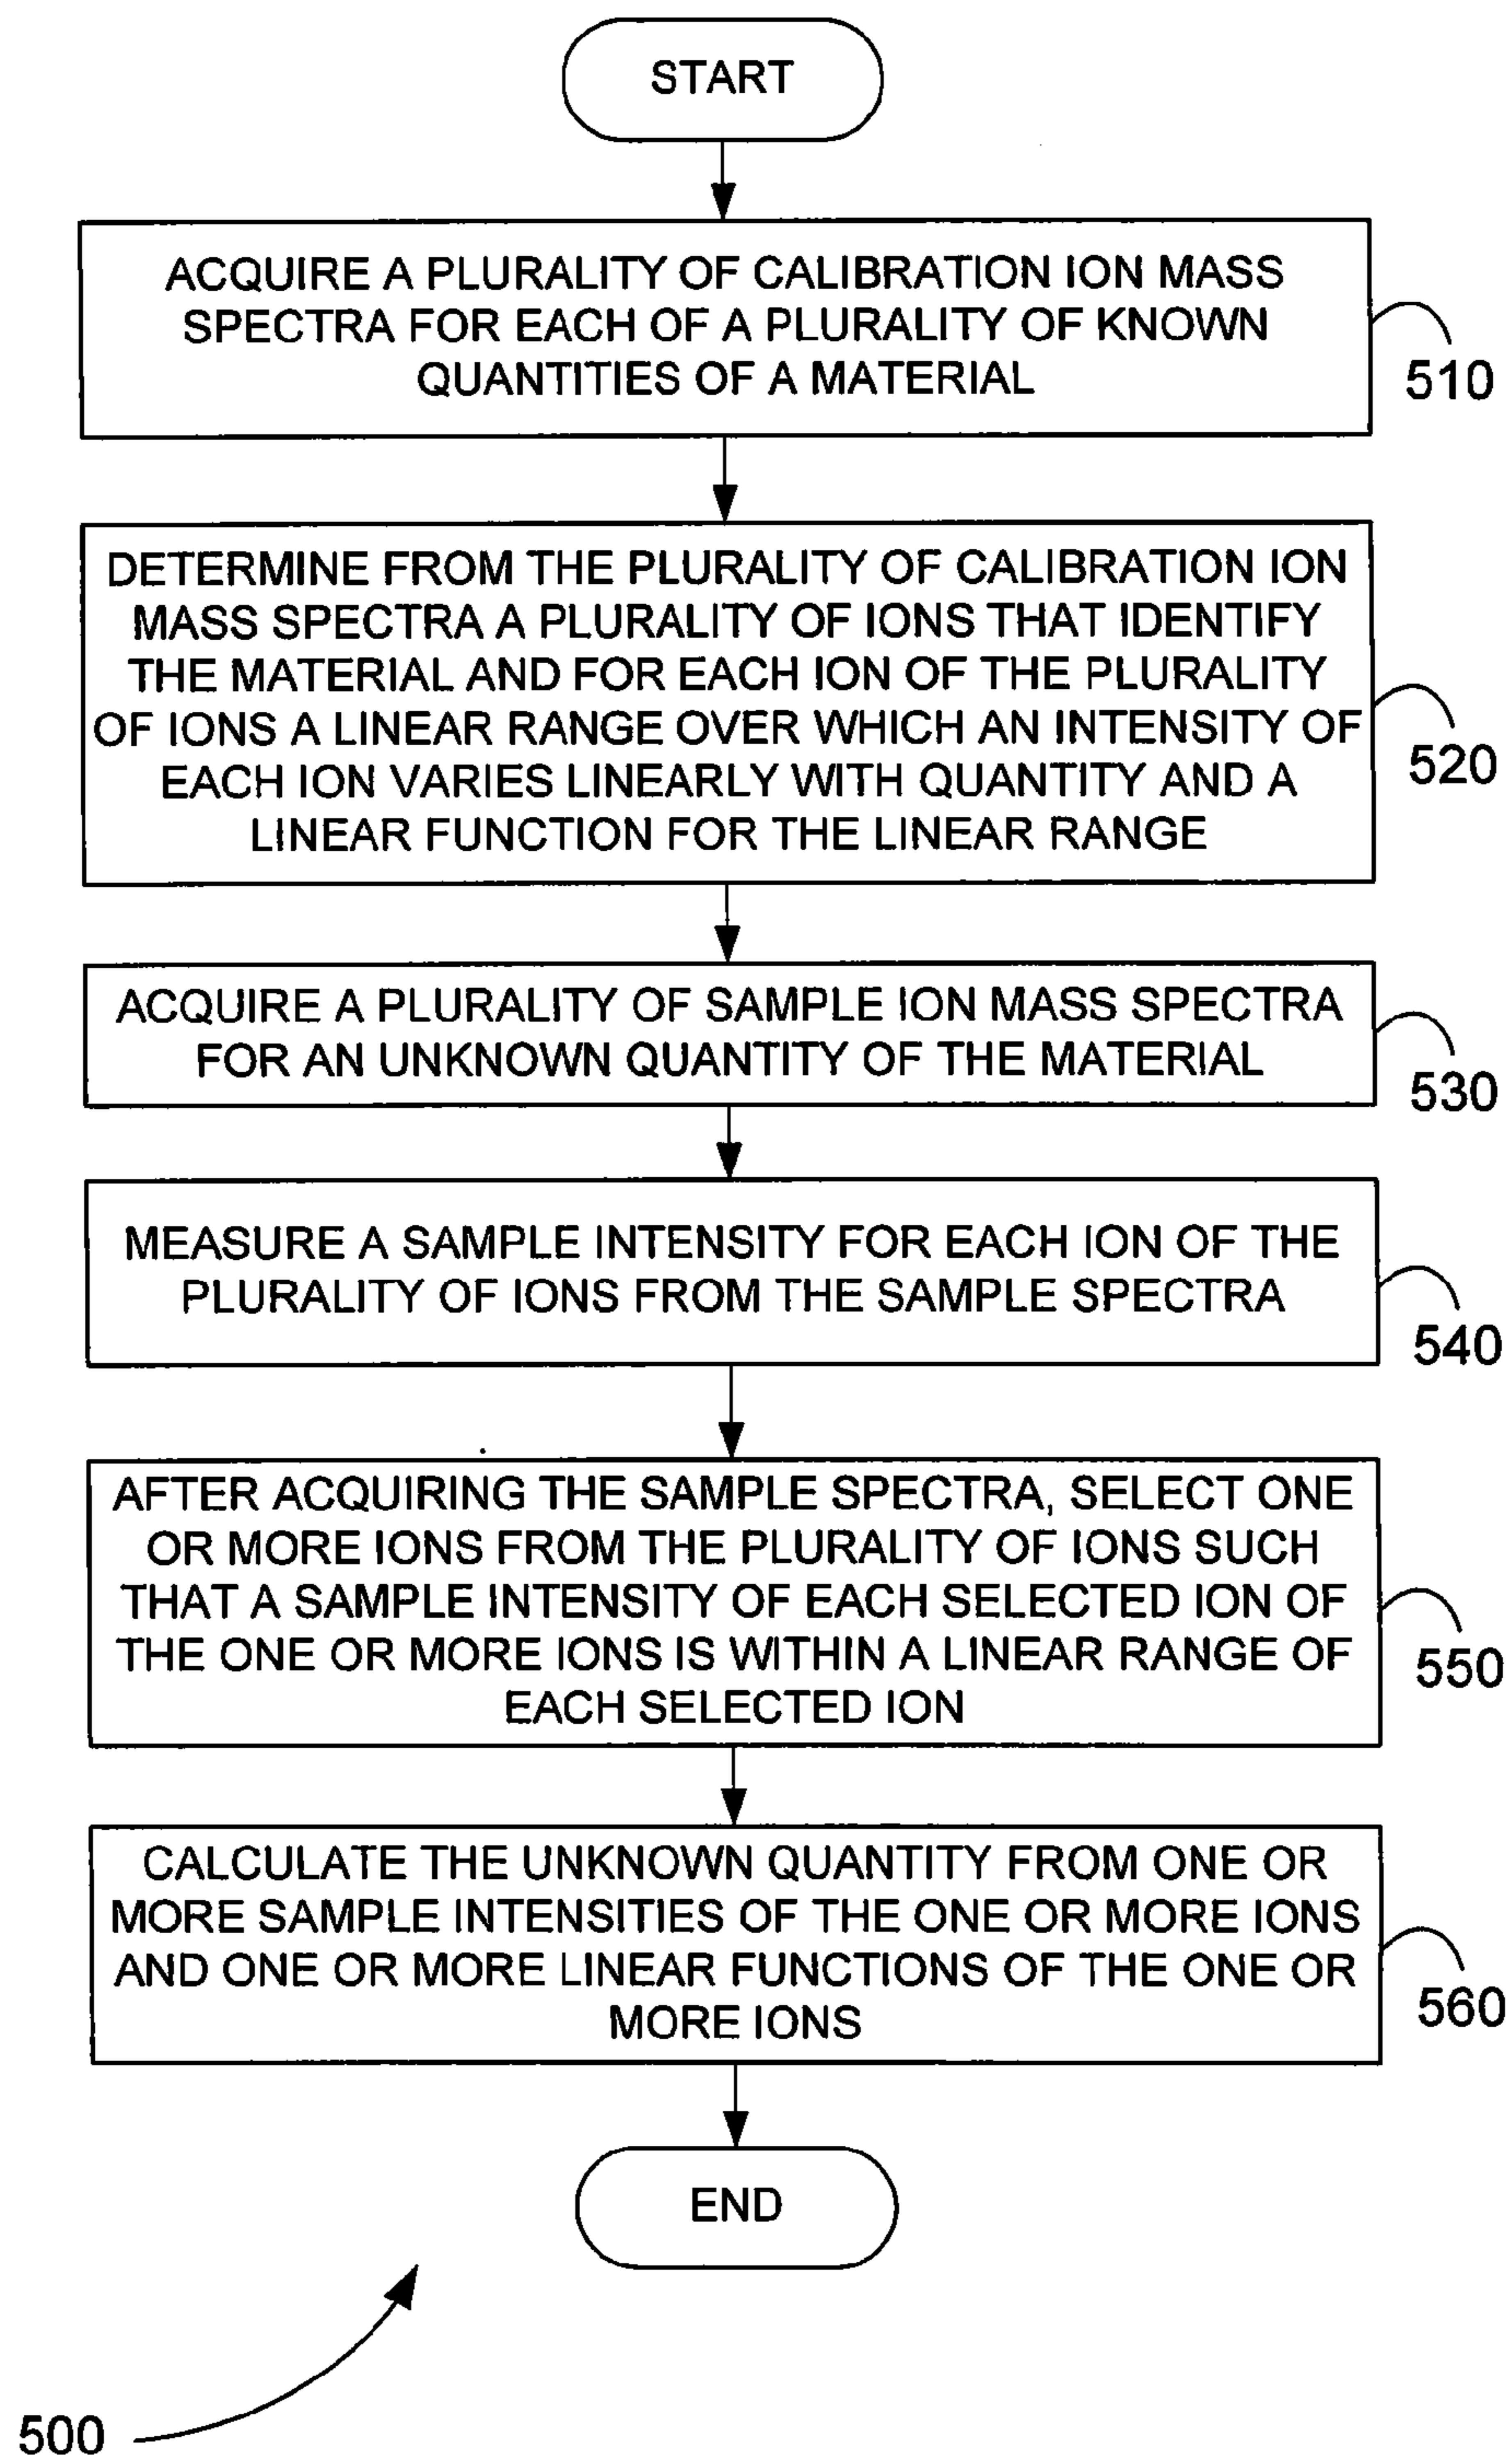 START
ACQUIRE A PLURALITY OF CALIBRATION ION MASS
SPECTRA FOR EACH OF A PLURALITY OF KNOWN
QUANTITIES OF A MATERIAL
510
DETERMINE FROM THE PLURALITY OF CALIBRATION ION
MASS SPECTRA A PLURALITY OF IONS THAT IDENTIFY
THE MATERIAL AND FOR EACH ION OF THE PLURALITY
OF IONS A LINEAR RANGE OVER WHICH AN INTENSITY OF
EACH ION VARIES LINEARLY WITH QUANTITY AND A
LINEAR FUNCTION FOR THE LINEAR RANGE
520
ACQUIRE A PLURALITY OF SAMPLE ION MASS SPECTRA
FOR AN UNKNOWN QUANTITY OF THE MATERIAL
530
MEASURE A SAMPLE INTENSITY FOR EACH ION OF THE
PLURALITY OF IONS FROM THE SAMPLE SPECTRA
540
AFTER ACQUIRING THE SAMPLE SPECTRA, SELECT ONE
OR MORE IONS FROM THE PLURALITY OF IONS SUCH
THAT A SAMPLE INTENSITY OF EACH SELECTED ION OF
THE ONE OR MORE IONS IS WITHIN A LINEAR RANGE OF
EACH SELECTED ION
550
CALCULATE THE UNKNOWN QUANTITY FROM ONE OR
MORE SAMPLE INTENSITIES OF THE ONE OR MORE IONS
AND ONE OR MORE LINEAR FUNCTIONS OF THE ONE OR
MORE IONS
560
END
500